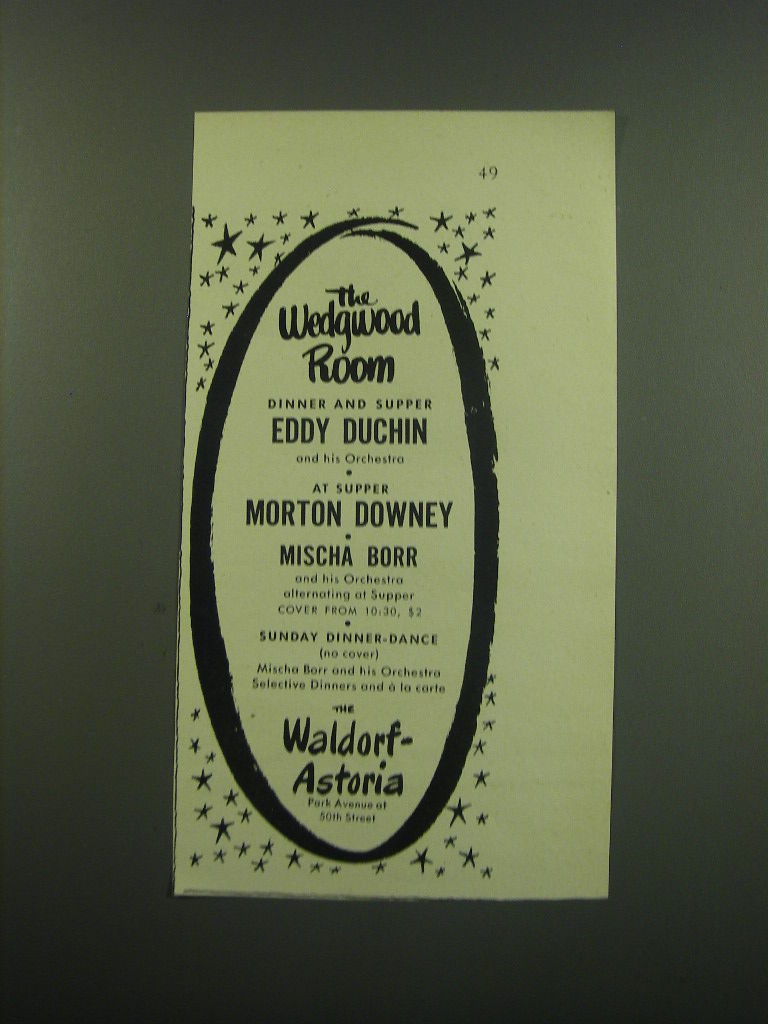 49
The
Wedgwood
Room
DINNER AND SUPPER
EDDY DUCHIN
and his Orchestra
•
AT SUPPER
MORTON DOWNEY
•
MISCHA BORR
and his Orchestra
alternating at Supper
COVER FROM 10:30, $2
•
SUNDAY DINNER-DANCE
(no cover)
Mischa Borr and his Orchestra
Selective Dinners and à la carte
THE
Waldorf-
Astoria
Park Avenue at
50th Street